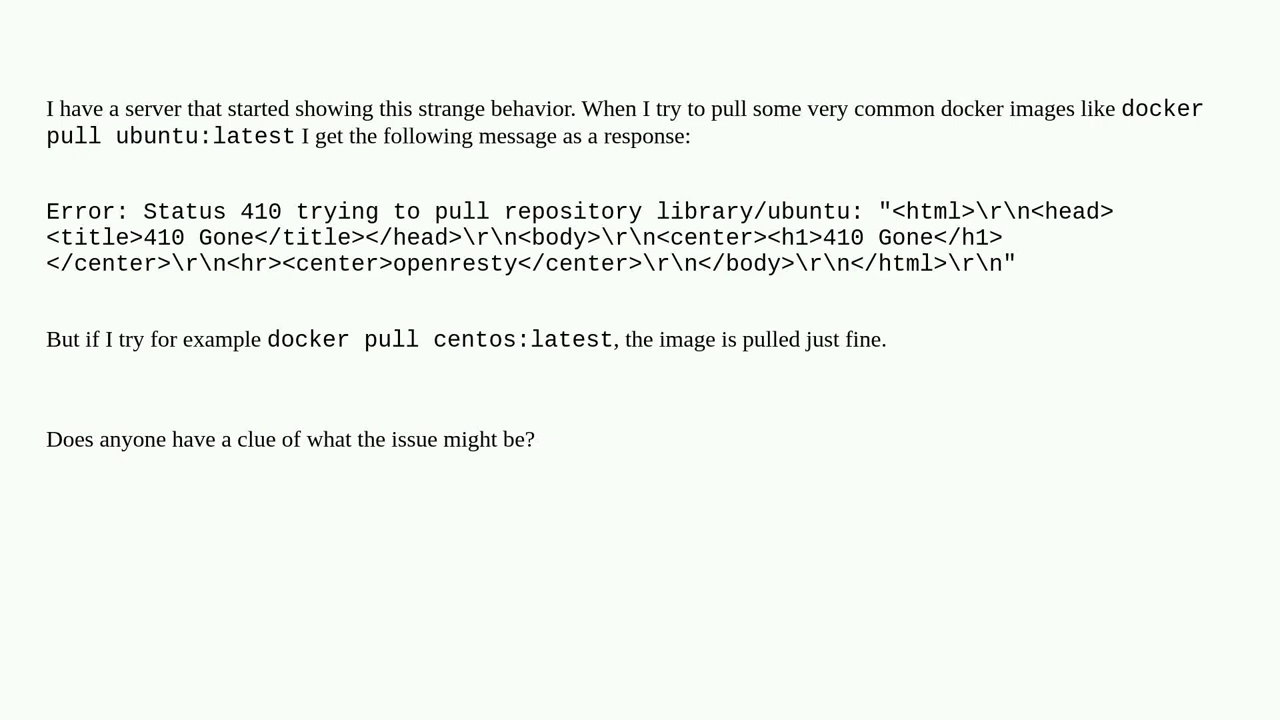 I have a server that started showing this strange behavior. When I try to pull some very common docker images like docker
pull ubuntu:latest I get the following message as a response:
Error: Status 410 trying to pull repository library/ubuntu: "<html>\r\n<head>
<title>410 Gone</title></head>\r\n<body>\r\n<center><h1>410 Gone</h1>
</center>\r\n<hr><center>openresty</center>\r\n</body>\r\n</html>\r\n"
But if I try for example docker pull centos:latest, the image is pulled just fine.
Does anyone have a clue of what the issue might be?